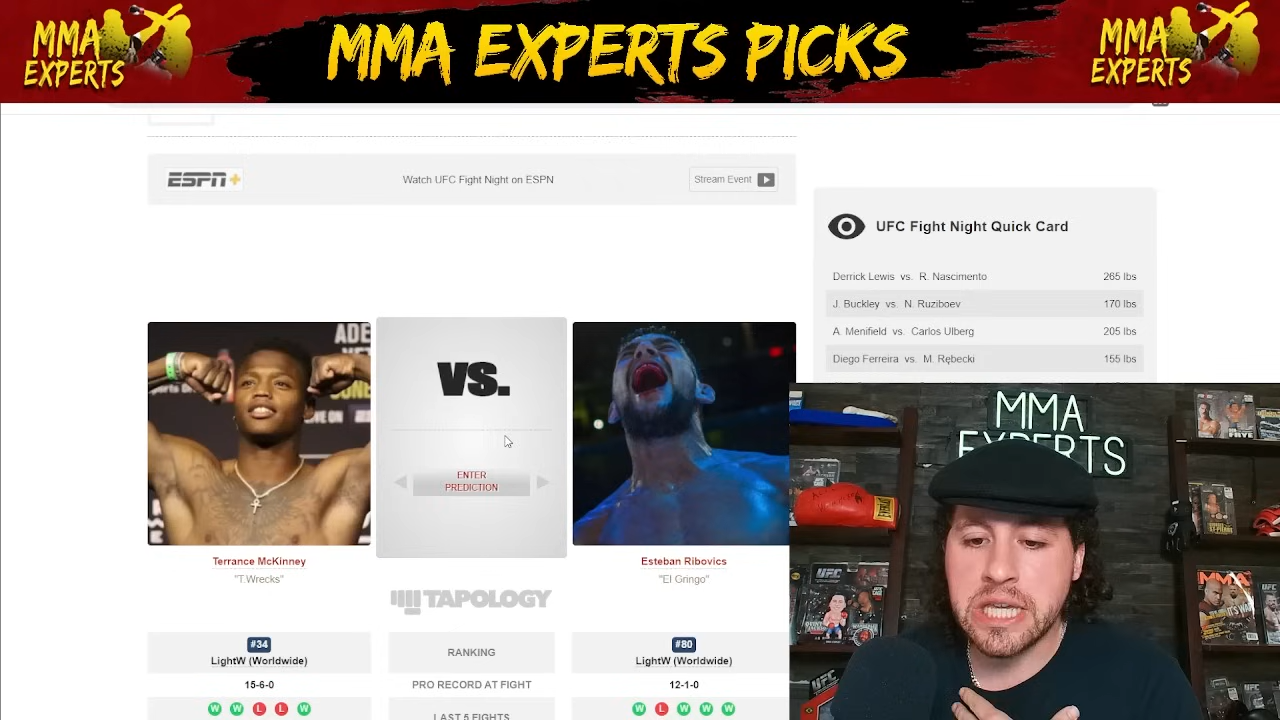 MMA
EXPERTS
MMA EXPERTS PICKS
MMA
EXPERTS
ESPN+
Watch UFC Fight Night on ESPN
Stream Event
UFC Fight Night Quick Card
Derrick Lewis vs. R. Nascimento 265 lbs
J. Buckley vs. N. Ruziboev 170 lbs
A. Menifield vs. Carlos Ulberg 205 lbs
Diego Ferreira vs. M. Rębecki 155 lbs
VS.
ENTER
PREDICTION
Terrance McKinney
"T.Wrecks"
Esteban Ribovics
"El Gringo"
TAPOLOGY
#34
LightW (Worldwide)
RANKING
#80
LightW (Worldwide)
15-6-0
PRO RECORD AT FIGHT
12-1-0
W W L L W
LAST 5 FIGHTS
W L W W W
MMA
EXPERTS
UFC
MMA
UFC